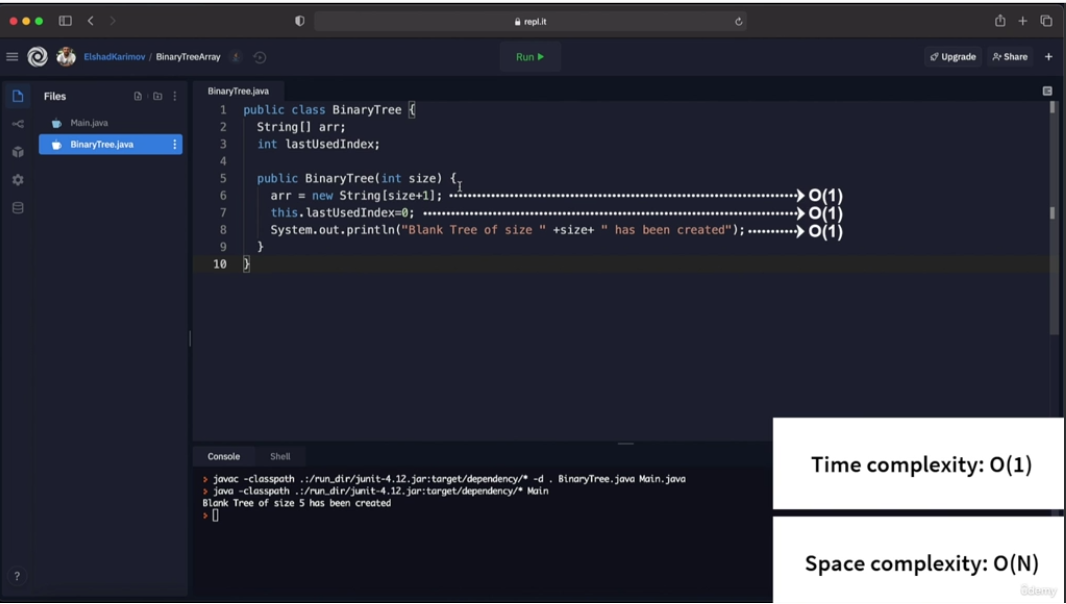 repl.it
ElshadKarimov / BinaryTreeArray
Run
Upgrade
Share
Files
Main.java
BinaryTree.java
BinaryTree.java
1 public class BinaryTree {
2 String[] arr;
3 int lastUsedIndex;
4
5 public BinaryTree(int size) {
6 arr = new String[size+1]; O(1)
7 this.lastUsedIndex=0; O(1)
8 System.out.println("Blank Tree of size " +size+ " has been created"); O(1)
9 }
10 }
Console Shell
> javac -classpath .:/run_dir/junit-4.12.jar:target/dependency/* -d . BinaryTree.java Main.java
> java -classpath .:/run_dir/junit-4.12.jar:target/dependency/* Main
Blank Tree of size 5 has been created
>
Time complexity: O(1)
Space complexity: O(N)
?
Udemy